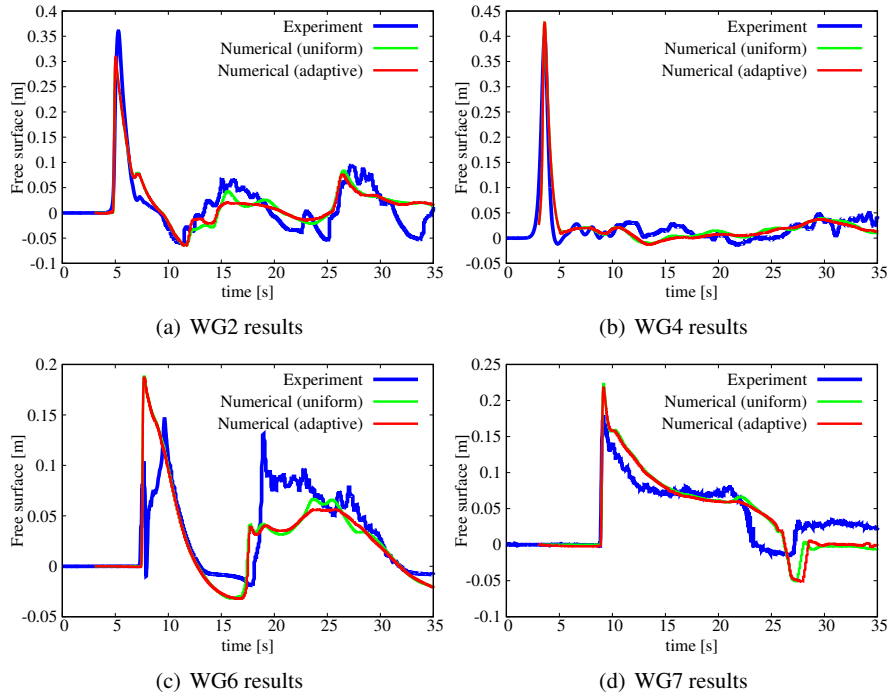 0.4
0.35
0.3
0.25
0.2
0.15
0.1
0.05
0
-0.05
-0.1
0 5 10 15 20 25 30 35
Free surface [m]
time [s]
Experiment
Numerical (uniform)
Numerical (adaptive)
(a) WG2 results
0.45
0.4
0.35
0.3
0.25
0.2
0.15
0.1
0.05
0
-0.05
0 5 10 15 20 25 30 35
Free surface [m]
time [s]
Experiment
Numerical (uniform)
Numerical (adaptive)
(b) WG4 results
0.2
0.15
0.1
0.05
0
-0.05
0 5 10 15 20 25 30 35
Free surface [m]
time [s]
Experiment
Numerical (uniform)
Numerical (adaptive)
(c) WG6 results
0.25
0.2
0.15
0.1
0.05
0
-0.05
-0.1
0 5 10 15 20 25 30 35
Free surface [m]
time [s]
Experiment
Numerical (uniform)
Numerical (adaptive)
(d) WG7 results